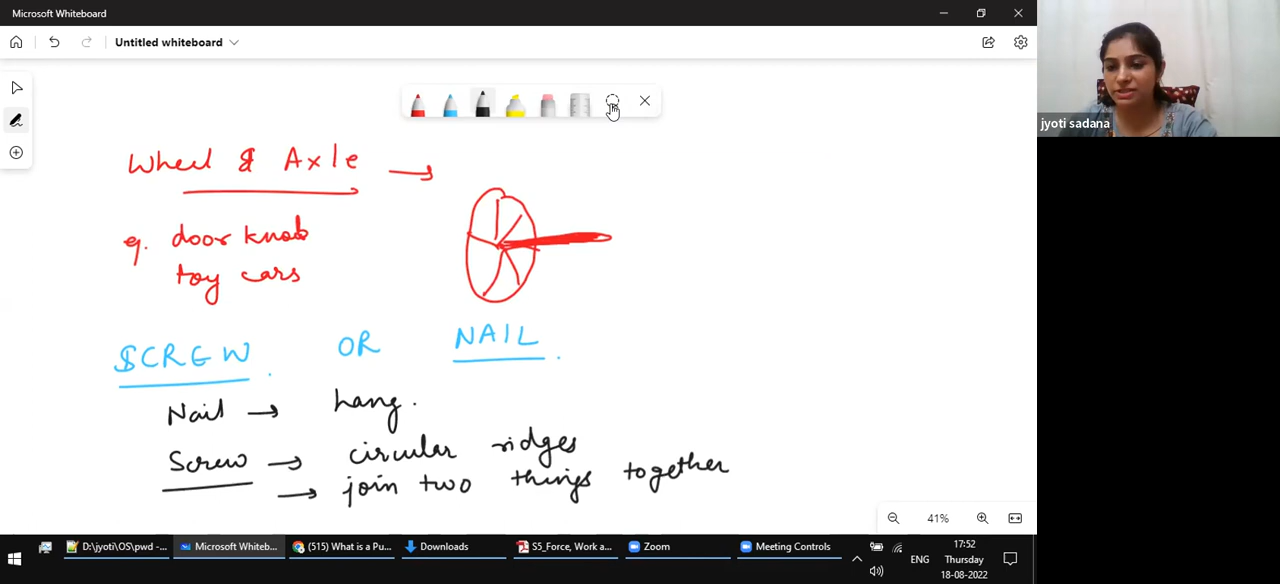 Microsoft Whiteboard
Untitled whiteboard
jyoti sadana
Wheel & Axle →
eg. door knob
toy cars
SCREW. OR NAIL.
Nail → hang.
Screw → circular ridges
→ join two things together
41%
D:\jyoti\OS\pwd -... Microsoft Whiteb... (515) What is a Pu... Downloads S5_Force, Work a... Zoom Meeting Controls ENG 17:52
Thursday
18-08-2022